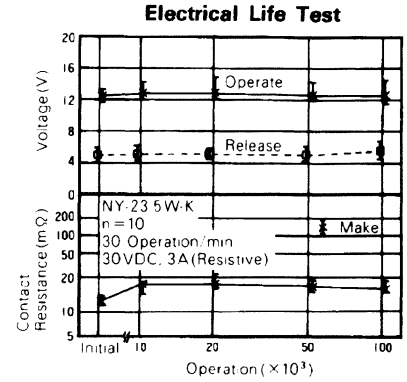 Electrical Life Test
Voltage (V)
20
16
12
8
4
0
Operate
Release
Contact
Resistance (mΩ)
200
100
50
20
10
5
NY-23.5W-K
n=10
30 Operation/min
30VDC, 3A (Resistive)
Make
Initial 10 20 50 100
Operation (×10³)